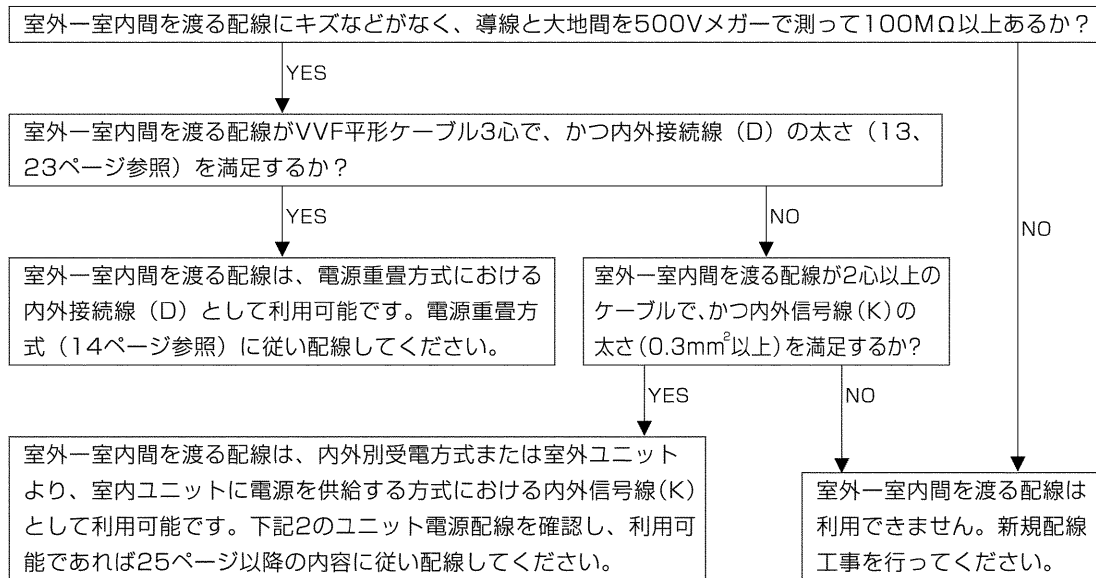 室外ー室内間を渡る配線にキズなどがなく、導線と大地間を500Vメガーで測って100MΩ以上あるか？
YES
室外ー室内間を渡る配線がVVF平形ケーブル3心で、かつ内外接続線（D）の太さ（13、
23ページ参照）を満足するか？
YES
NO
NO
室外ー室内間を渡る配線は、電源重畳方式における
内外接続線（D）として利用可能です。電源重畳方
式（14ページ参照）に従い配線してください。
室外ー室内間を渡る配線が2心以上の
ケーブルで、かつ内外信号線（K）の
太さ（0.3mm²以上）を満足するか？
YES
NO
室外ー室内間を渡る配線は、内外別受電方式または室外ユニット
より、室内ユニットに電源を供給する方式における内外信号線（K）
として利用可能です。下記2のユニット電源配線を確認し、利用可
能であれば25ページ以降の内容に従い配線してください。
室外ー室内間を渡る配線は
利用できません。新規配線
工事を行ってください。